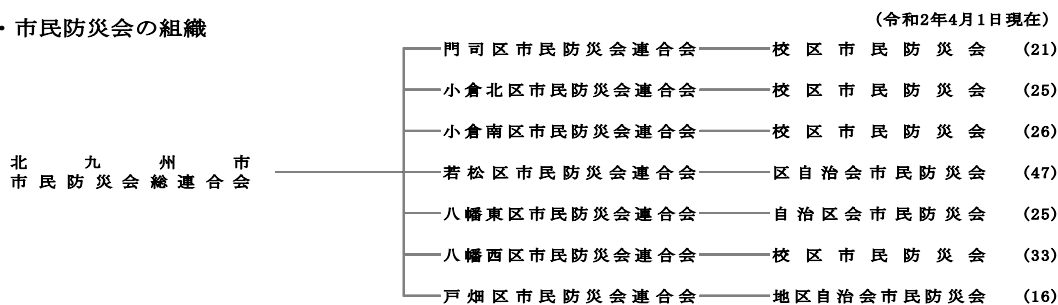 ・市民防災会の組織
(令和2年4月1日現在)
門司区市民防災会連合会 校区市民防災会 (21)
小倉北区市民防災会連合会 校区市民防災会 (25)
小倉南区市民防災会連合会 校区市民防災会 (26)
北九州市
市民防災会総連合会
若松区市民防災会連合会 区自治会市民防災会 (47)
八幡東区市民防災会連合会 自治区会市民防災会 (25)
八幡西区市民防災会連合会 校区市民防災会 (33)
戸畑区市民防災会連合会 地区自治会市民防災会 (16)